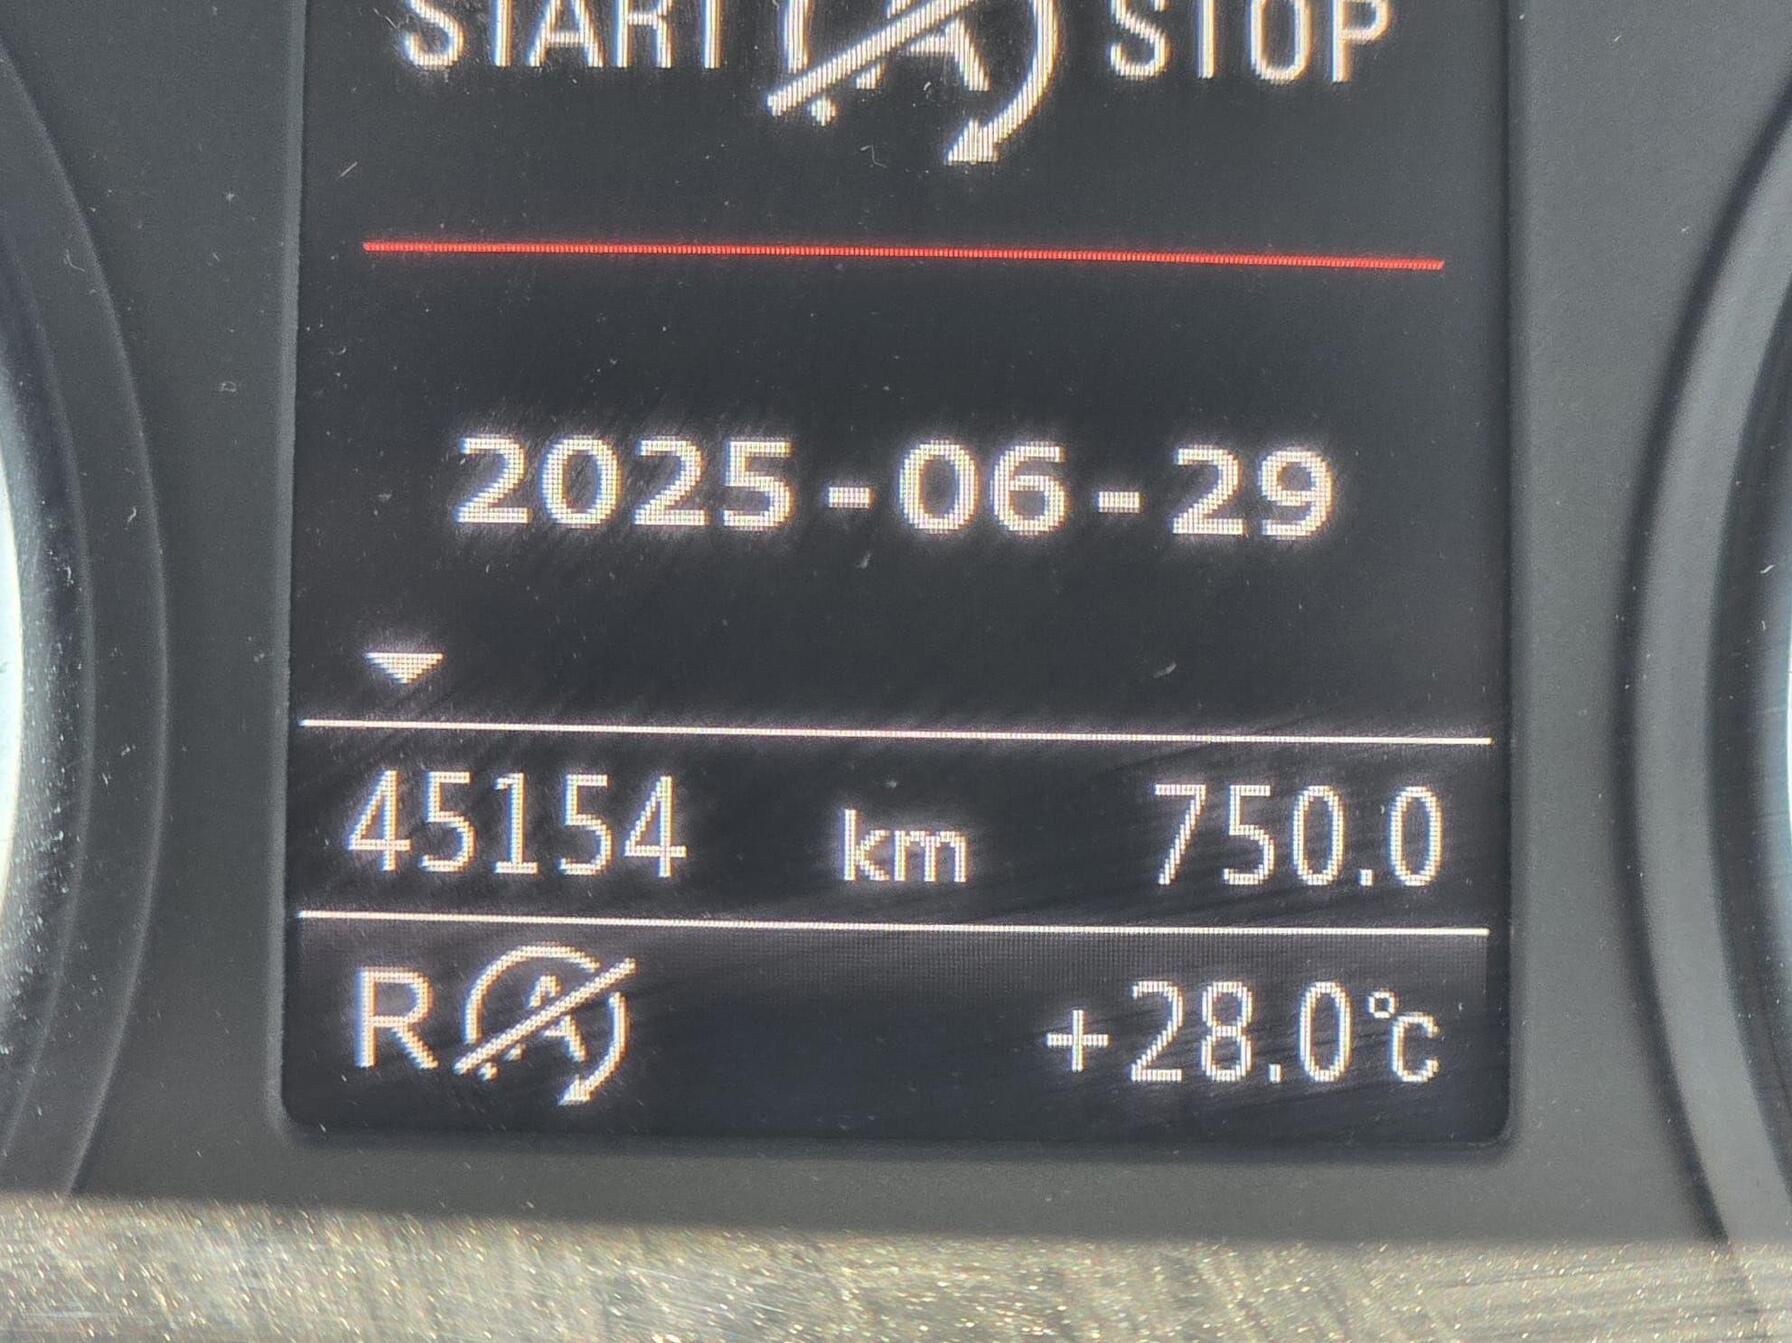 START A STOP
2025-06-29
45154 km 750.0
R A +28.0°C